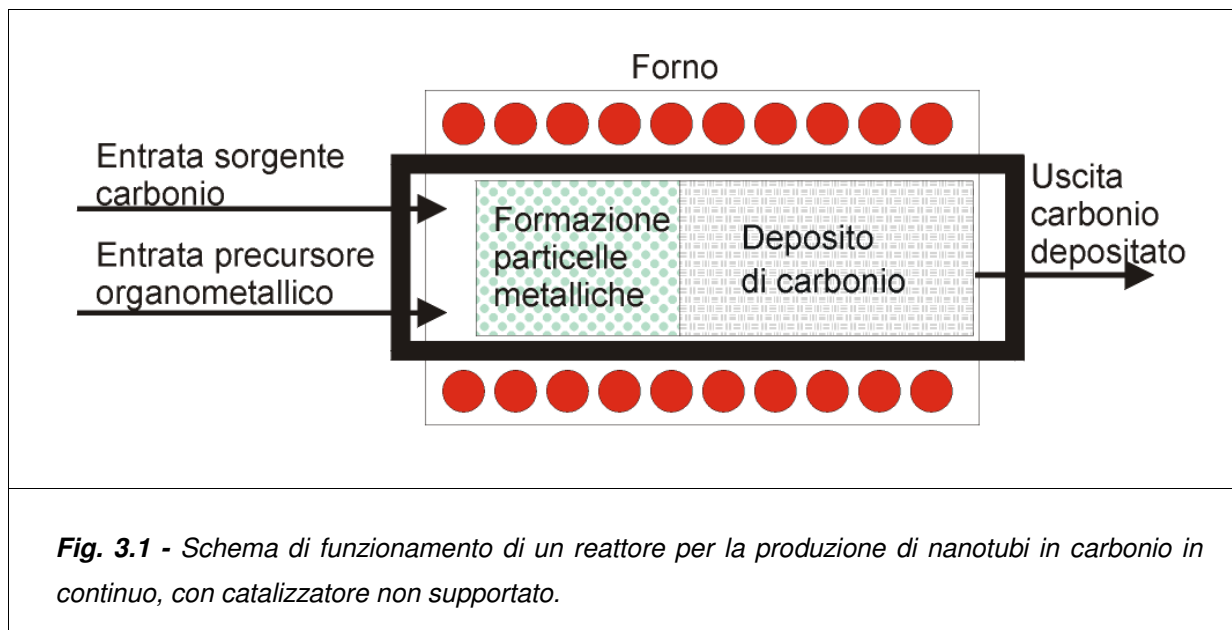 Forno
Entrata sorgente
carbonio
Entrata precursore
organometallico
Formazione
particelle
metalliche
Deposito
di carbonio
Uscita
carbonio
depositato
Fig. 3.1 - Schema di funzionamento di un reattore per la produzione di nanotubi in carbonio in
continuo, con catalizzatore non supportato.